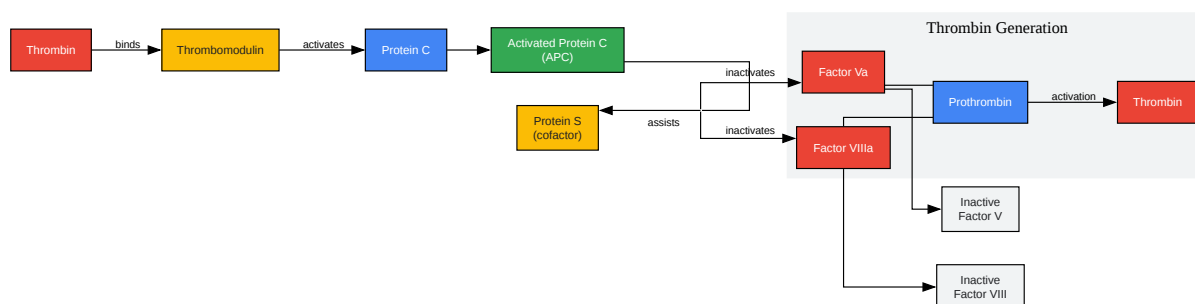 Thrombin Generation
Thrombin
binds
Thrombomodulin
activates
Protein C
Activated Protein C
(APC)
inactivates
Factor Va
Prothrombin
activation
Thrombin
Protein S
(cofactor)
assists
inactivates
Factor VIIIa
Inactive
Factor V
Inactive
Factor VIII